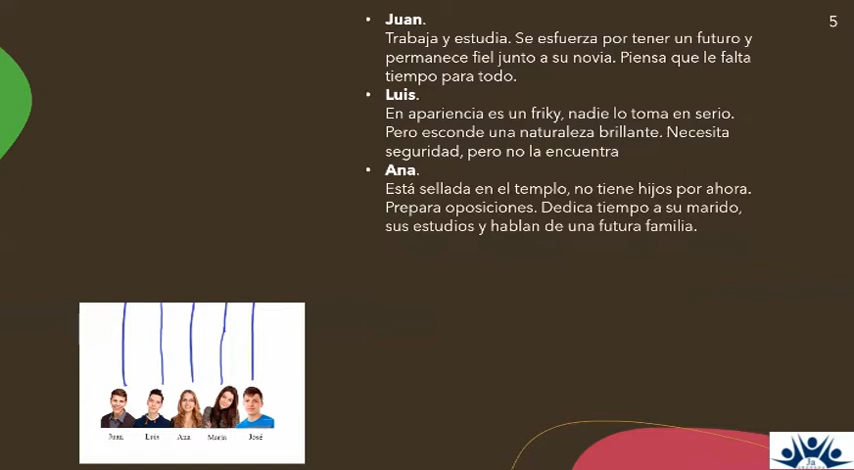 5
• Juan.
Trabaja y estudia. Se esfuerza por tener un futuro y
permanece fiel junto a su novia. Piensa que le falta
tiempo para todo.
• Luis.
En apariencia es un friky, nadie lo toma en serio.
Pero esconde una naturaleza brillante. Necesita
seguridad, pero no la encuentra
• Ana.
Está sellada en el templo, no tiene hijos por ahora.
Prepara oposiciones. Dedica tiempo a su marido,
sus estudios y hablan de una futura familia.
Juan Luis Ana María José